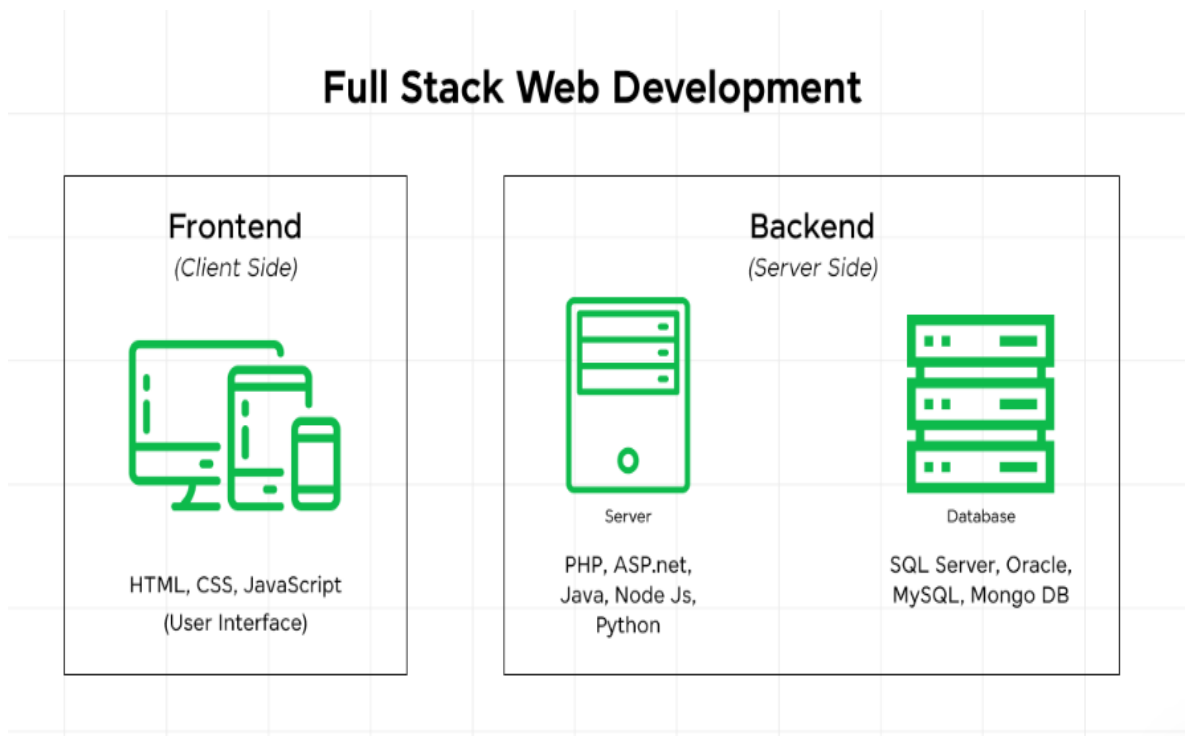 Full Stack Web Development
Frontend
(Client Side)
HTML, CSS, JavaScript
(User Interface)
Backend
(Server Side)
Server
PHP, ASP.net,
Java, Node Js,
Python
Database
SQL Server, Oracle,
MySQL, Mongo DB